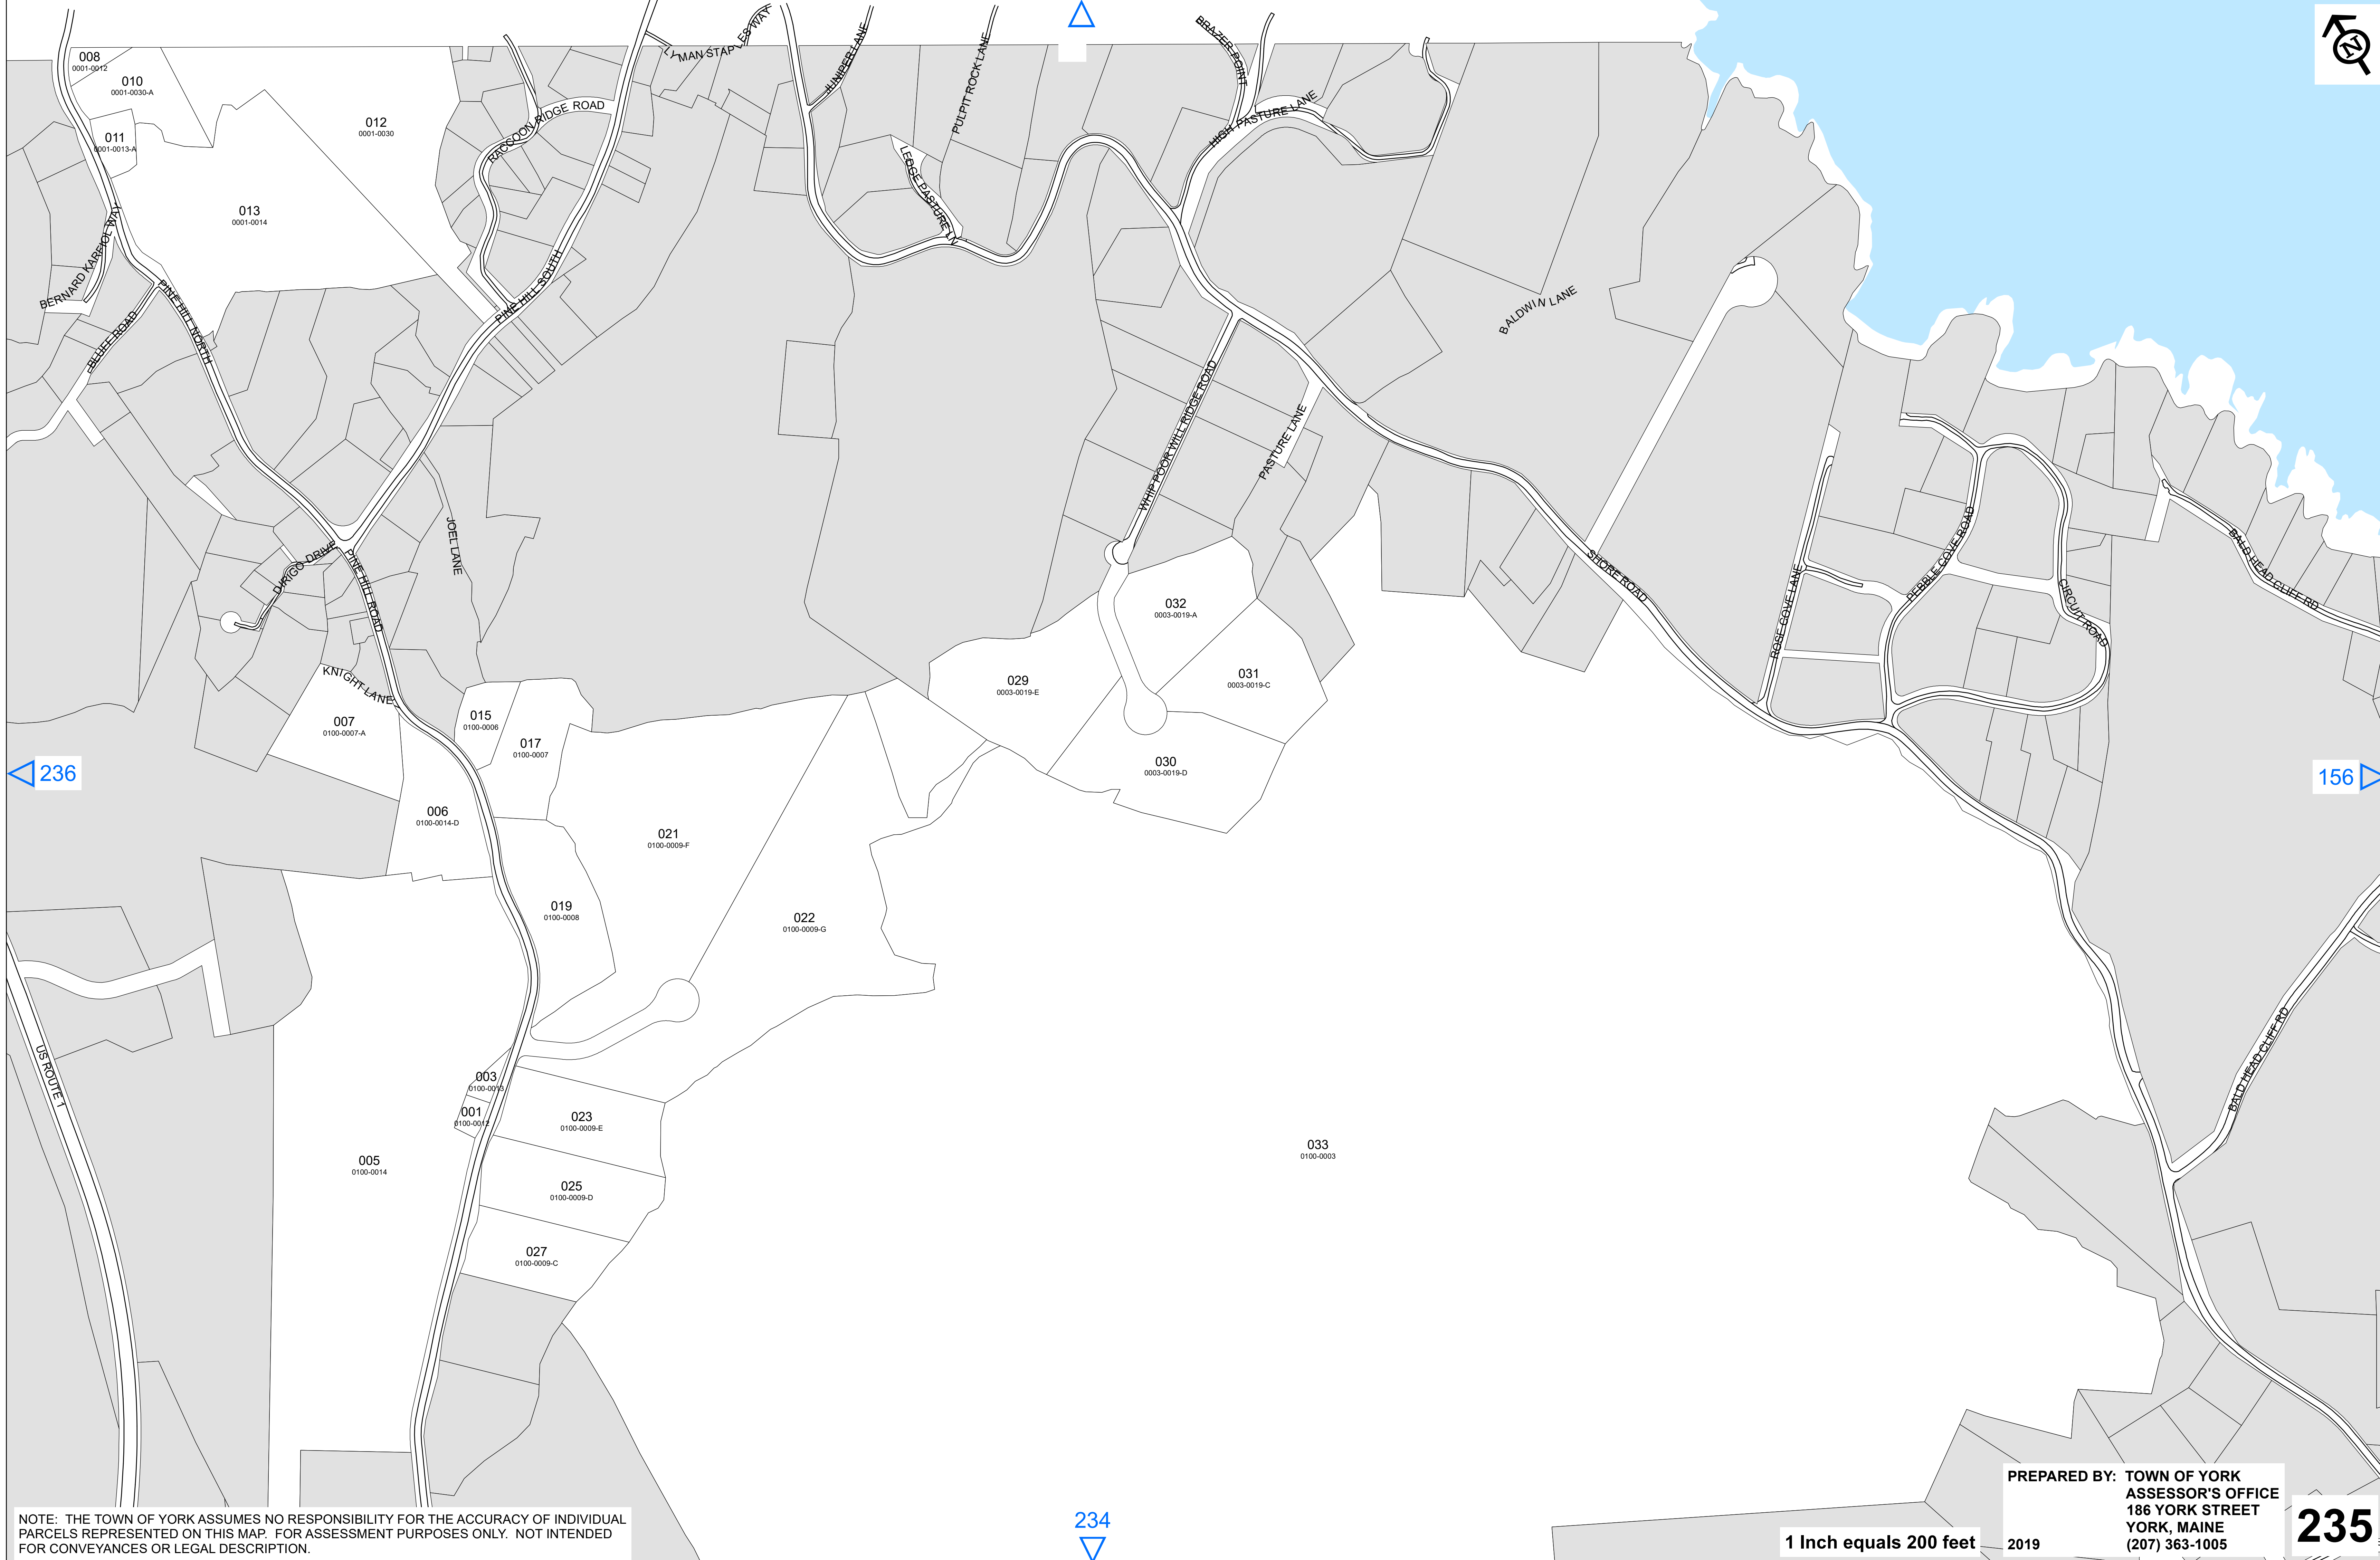 LYMAN STAPLES WAY
JUNIPER LANE
PULPIT ROCK LANE
BRAZER POINT
N
008
0001-0012
010
0001-0030-A
011
0001-0013-A
012
0001-0030
013
0001-0014
RACOON RIDGE ROAD
HIGH PASTURE LANE
LEDGE PASTURE LN
BERNARD KARFIOL WAY
BLUFF ROAD
PINE HILL NORTH
PINE HILL SOUTH
BALDWIN LANE
WHIP POOR WILL RIDGE ROAD
PASTURE LANE
JOEL LANE
DIRIGO DRIVE
PINE HILL ROAD
KNIGHT LANE
SHORE ROAD
ROSE COVE LANE
PEBBLE COVE ROAD
CIRCUIT ROAD
BALD HEAD CLIFF RD
032
0003-0019-A
031
0003-0019-C
029
0003-0019-E
030
0003-0019-D
007
0100-0007-A
015
0100-0006
017
0100-0007
236
156
006
0100-0014-D
021
0100-0009-F
019
0100-0008
022
0100-0009-G
US ROUTE 1
BALD HEAD CLIFF RD
003
0100-0013
001
0100-0012
023
0100-0009-E
005
0100-0014
033
0100-0003
025
0100-0009-D
027
0100-0009-C
NOTE: THE TOWN OF YORK ASSUMES NO RESPONSIBILITY FOR THE ACCURACY OF INDIVIDUAL
PARCELS REPRESENTED ON THIS MAP. FOR ASSESSMENT PURPOSES ONLY. NOT INTENDED
FOR CONVEYANCES OR LEGAL DESCRIPTION.
234
1 Inch equals 200 feet
PREPARED BY: TOWN OF YORK
ASSESSOR'S OFFICE
186 YORK STREET
YORK, MAINE
2019 (207) 363-1005
235